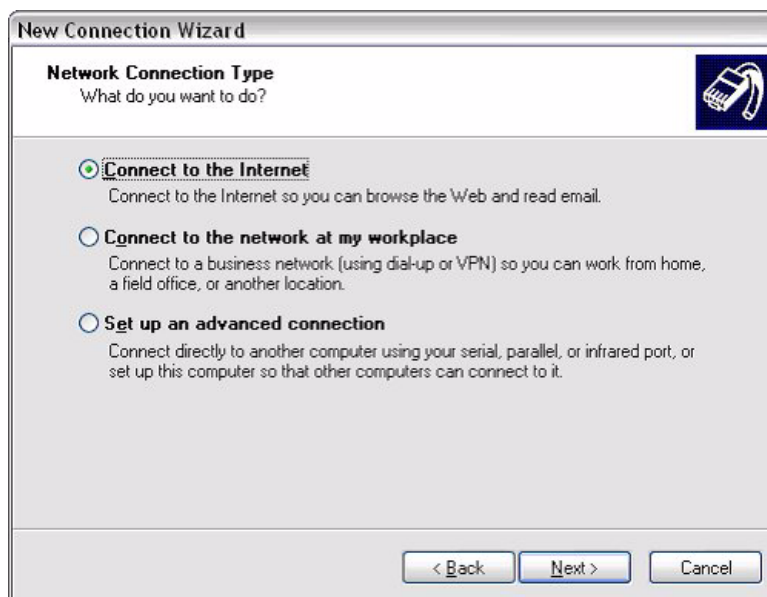 New Connection Wizard
Network Connection Type
What do you want to do?
Connect to the Internet
Connect to the Internet so you can browse the Web and read email.
Connect to the network at my workplace
Connect to a business network (using dial-up or VPN) so you can work from home,
a field office, or another location.
Set up an advanced connection
Connect directly to another computer using your serial, parallel, or infrared port, or
set up this computer so that other computers can connect to it.
< Back
Next >
Cancel